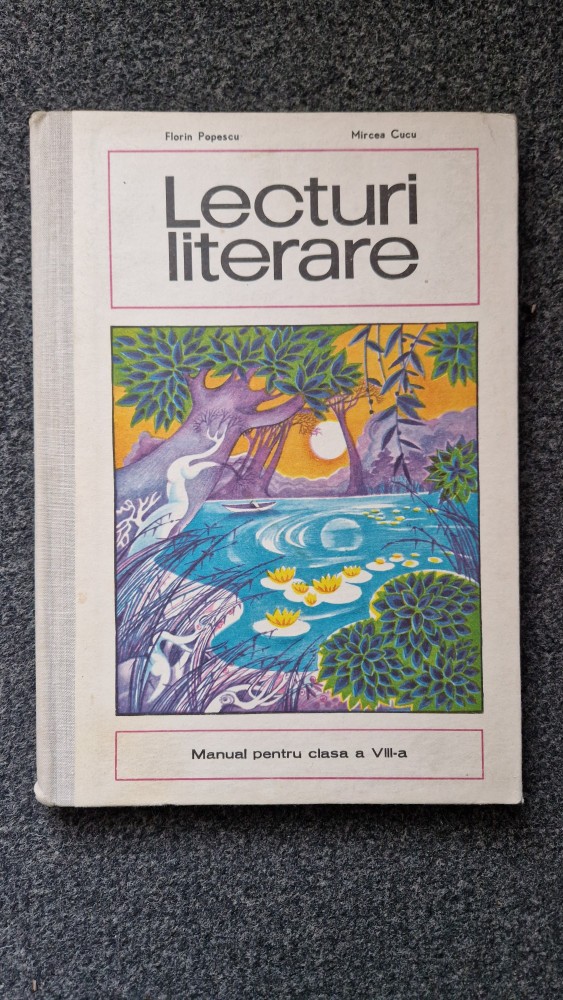 Florin Popescu Mircea Cucu
Lecturi
literare
Manual pentru clasa a VIII-a